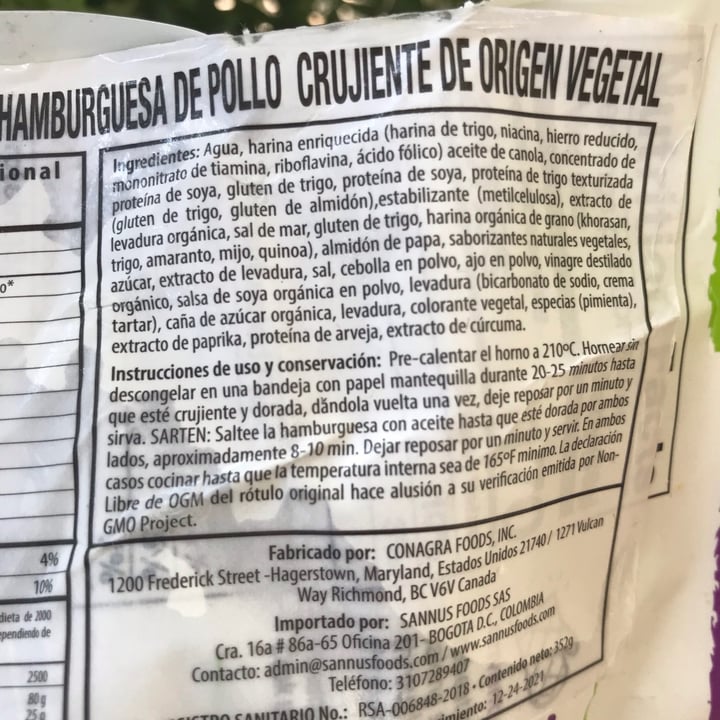 HAMBURGUESA DE POLLO CRUJIENTE DE ORIGEN VEGETAL
ional
Ingredientes: Agua, harina enriquecida (harina de trigo, niacina, hierro reducido,
mononitrato de tiamina, riboflavina, ácido fólico) aceite de canola, concentrado de
proteína de soya, gluten de trigo, proteína de soya, proteína de trigo texturizada
(gluten de trigo, gluten de almidón),estabilizante (metilcelulosa), extracto de
levadura orgánica, sal de mar, gluten de trigo, harina orgánica de grano (khorasan,
trigo, amaranto, mijo, quinoa), almidón de papa, saborizantes naturales vegetales,
azúcar, extracto de levadura, sal, cebolla en polvo, ajo en polvo, vinagre destilado
orgánico, salsa de soya orgánica en polvo, levadura (bicarbonato de sodio, crema
tartar), caña de azúcar orgánica, levadura, colorante vegetal, especias (pimienta),
extracto de paprika, proteína de arveja, extracto de cúrcuma.
Instrucciones de uso y conservación: Pre-calentar el horno a 210ºC. Hornear sin
descongelar en una bandeja con papel mantequilla durante 20-25 minutos hasta
que esté crujiente y dorada, dándola vuelta una vez, deje reposar por un minuto y
sirva. SARTEN: Saltee la hamburguesa con aceite hasta que esté dorada por ambos
lados, aproximadamente 8-10 min. Dejar reposar por un minuto y servir. En ambos
casos cocinar hasta que la temperatura interna sea de 165ºF mínimo. La declaración
Libre de OGM del rótulo original hace alusión a su verificación emitida por Non-
GMO Project.
Fabricado por: CONAGRA FOODS, INC.
1200 Frederick Street -Hagerstown, Maryland, Estados Unidos 21740/ 1271 Vulcan
Way Richmond, BC V6V Canada
Importado por: SANNUS FOODS SAS
Cra. 16a # 86a-65 Oficina 201- BOGOTA D.C., COLOMBIA
Contacto: admin@sannusfoods.com / www.sannusfoods.com
Teléfono: 3107289407
SANITARIO No.: RSA-006848-2018 • Contenido neto: 352g
imiento: 12-24-2021
o*
4%
10%
dieta de 2000
ependiendo de
2500
80g
25g